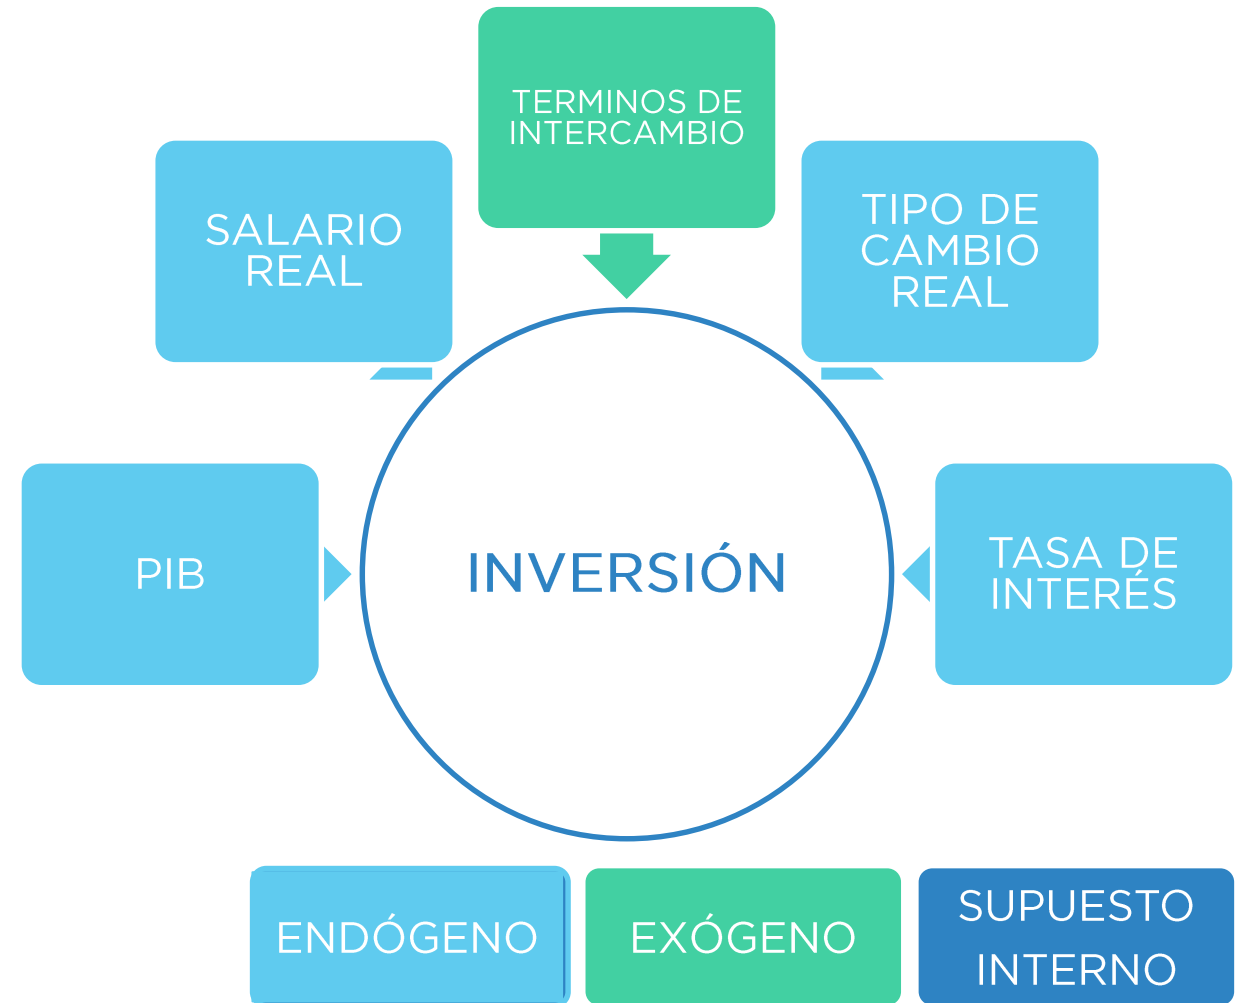 TERMINOS DE
INTERCAMBIO
SALARIO
REAL
TIPO DE
CAMBIO
REAL
PIB
INVERSIÓN
TASA DE
INTERÉS
ENDÓGENO
EXÓGENO
SUPUESTO
INTERNO